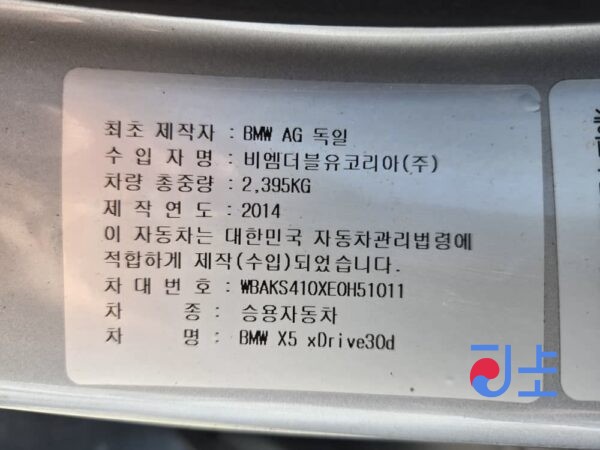 최초 제작자 : BMW AG 독일
수 입 자 명 : 비엠더블유코리아(주)
차량 총중량 : 2,395KG
제 작 연 도 : 2014
이 자동차는 대한민국 자동차관리법령에
적합하게 제작(수입)되었습니다.
차 대 번 호 : WBAKS410XE0H51011
차 종 : 승용자동차
차 명 : BMW X5 xDrive30d